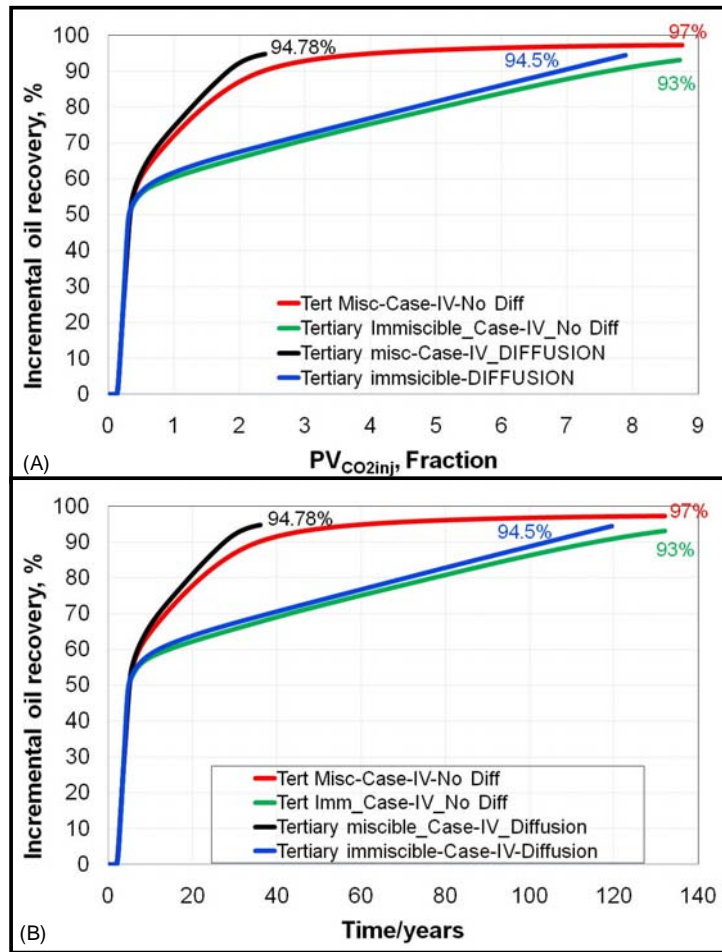 100
90
80
70
60
50
40
30
20
10
0
Incremental oil recovery, %
94.78%
97%
94.5%
93%
Tert Misc-Case-IV-No Diff
Tertiary Immiscible_Case-IV_No Diff
Tertiary misc-Case-IV_DIFFUSION
Tertiary immsicible-DIFFUSION
0 1 2 3 4 5 6 7 8 9
PVCO2inj, Fraction
(A)
100
90
80
70
60
50
40
30
20
10
0
Incremental oil recovery, %
94.78%
97%
94.5%
93%
Tert Misc-Case-IV-No Diff
Tert Imm_Case-IV_No Diff
Tertiary miscible_Case-IV_Diffusion
Tertiary immiscible-Case-IV-Diffusion
0 20 40 60 80 100 120 140
Time/years
(B)